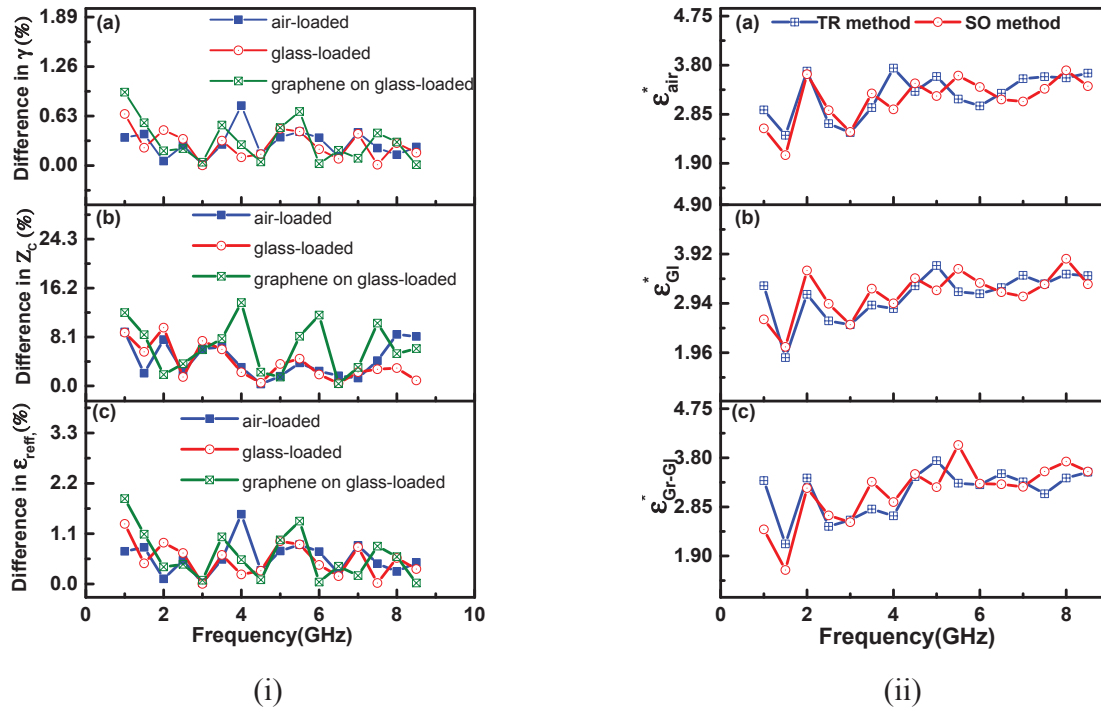 (a)
air-loaded
glass-loaded
graphene on glass-loaded
Difference in γ (%)
1.89
1.26
0.63
0.00
(b)
air-loaded
glass-loaded
graphene on glass-loaded
Difference in Z_c (%)
24.3
16.2
8.1
0.0
(c)
air-loaded
glass-loaded
graphene on glass-loaded
Difference in ε_reff, (%)
3.3
2.2
1.1
0.0
0 2 4 6 8 10
Frequency(GHz)
(i)
(a)
TR method SO method
ε*_air
4.75
3.80
2.85
1.90
4.90
(b)
ε*_Gl
3.92
2.94
1.96
(c)
ε*_Gr-Gl
4.75
3.80
2.85
1.90
0 2 4 6 8
Frequency(GHz)
(ii)